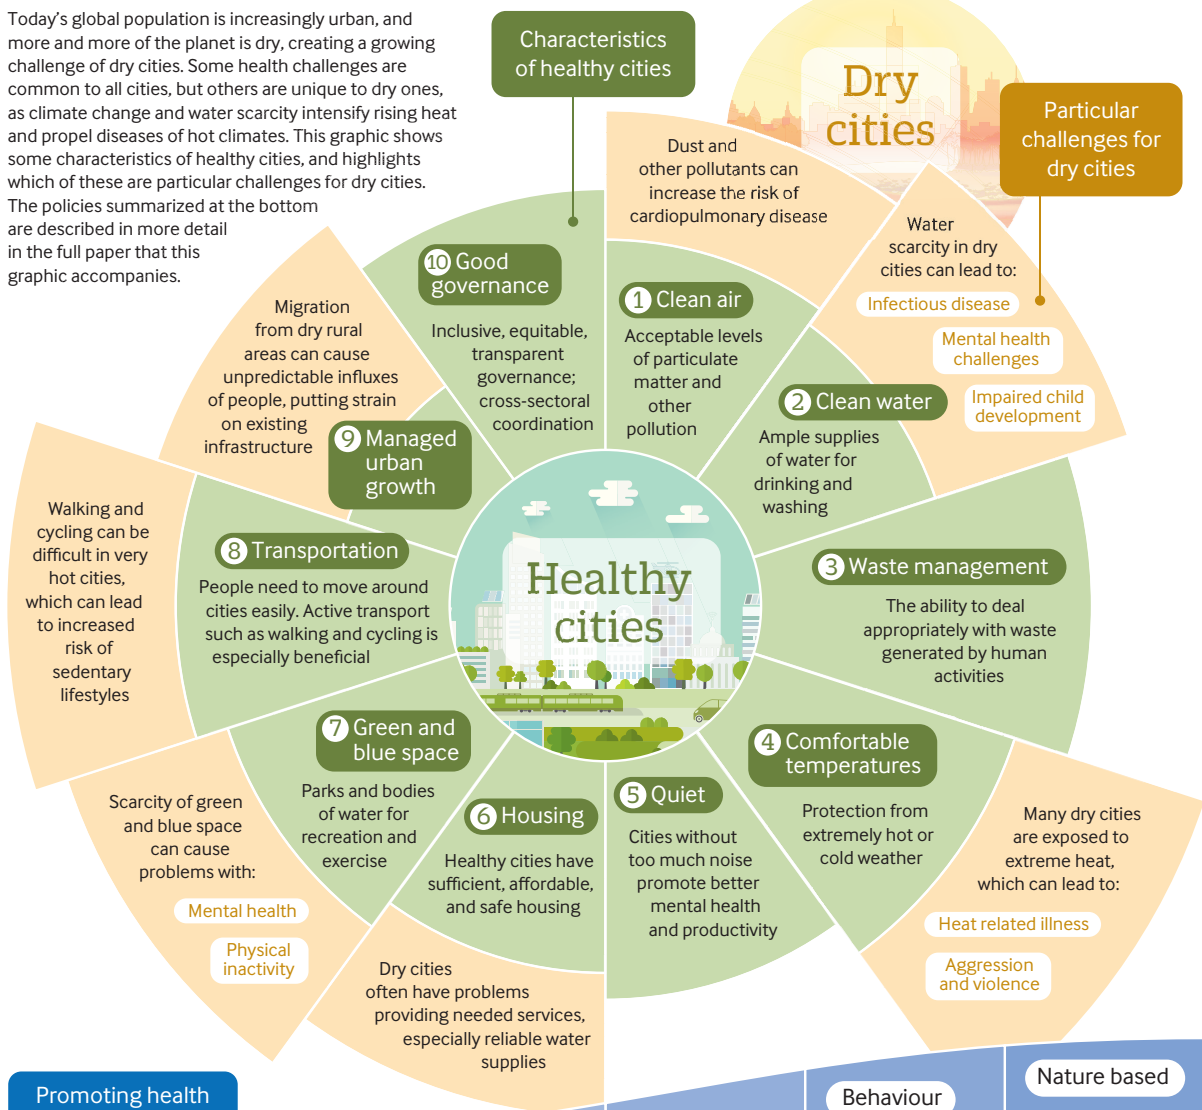 Today’s global population is increasingly urban, and
more and more of the planet is dry, creating a growing
challenge of dry cities. Some health challenges are
common to all cities, but others are unique to dry ones,
as climate change and water scarcity intensify rising heat
and propel diseases of hot climates. This graphic shows
some characteristics of healthy cities, and highlights
which of these are particular challenges for dry cities.
The policies summarized at the bottom
are described in more detail
in the full paper that this
graphic accompanies.
Characteristics
of healthy cities
Dry
cities
Particular
challenges for
dry cities
Dust and
other pollutants can
increase the risk of
cardiopulmonary disease
Water
scarcity in dry
cities can lead to:
Infectious disease
Mental health
challenges
Impaired child
development
10 Good
governance
Inclusive, equitable,
transparent
governance;
cross-sectoral
coordination
1 Clean air
Acceptable levels
of particulate
matter and
other
pollution
2 Clean water
Ample supplies
of water for
drinking and
washing
Migration
from dry rural
areas can cause
unpredictable influxes
of people, putting strain
on existing
infrastructure
9 Managed
urban
growth
Walking and
cycling can be
difficult in very
hot cities,
which can lead
to increased
risk of
sedentary
lifestyles
8 Transportation
People need to move around
cities easily. Active transport
such as walking and cycling is
especially beneficial
Healthy
cities
3 Waste management
The ability to deal
appropriately with waste
generated by human
activities
7 Green and
blue space
Parks and bodies
of water for
recreation and
exercise
Scarcity of green
and blue space
can cause
problems with:
Mental health
Physical
inactivity
6 Housing
Healthy cities have
sufficient, affordable,
and safe housing
Dry cities
often have problems
providing needed services,
especially reliable water
supplies
5 Quiet
Cities without
too much noise
promote better
mental health
and productivity
4 Comfortable
temperatures
Protection from
extremely hot or
cold weather
Many dry cities
are exposed to
extreme heat,
which can lead to:
Heat related illness
Aggression
and violence
Promoting health
Behaviour
Nature based